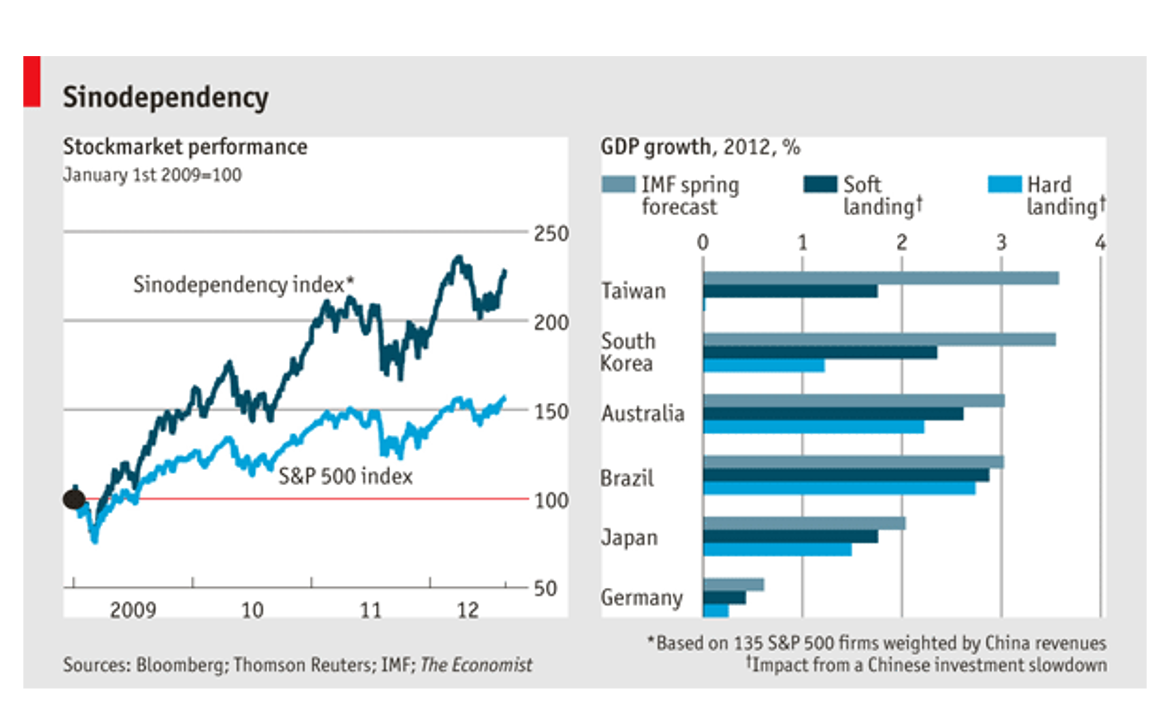 Sinodependency
Stockmarket performance
January 1st 2009=100
250
Sinodependency index*
200
150
S&P 500 index
100
50
2009 10 11 12
GDP growth, 2012, %
IMF spring
forecast
Soft
landing†
Hard
landing†
0 1 2 3 4
Taiwan
South
Korea
Australia
Brazil
Japan
Germany
*Based on 135 S&P 500 firms weighted by China revenues
†Impact from a Chinese investment slowdown
Sources: Bloomberg; Thomson Reuters; IMF; The Economist